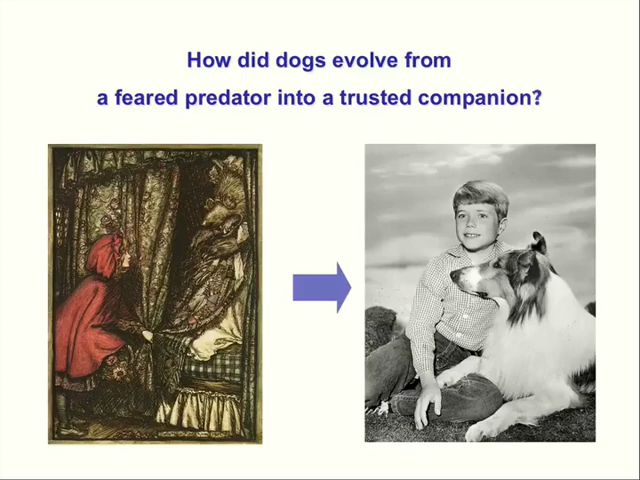 How did dogs evolve from
a feared predator into a trusted companion?